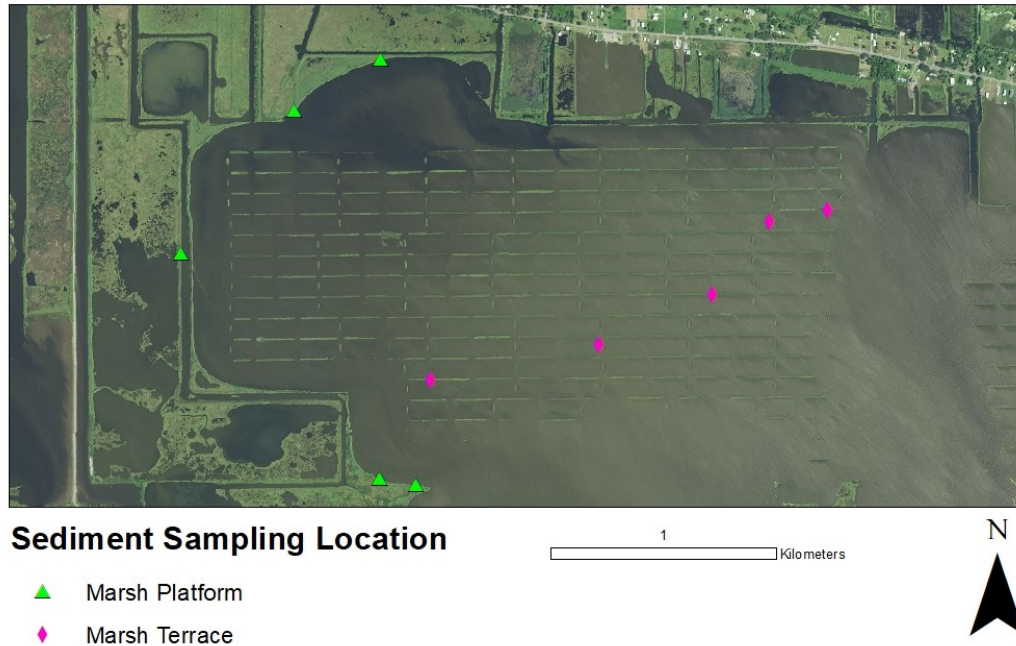 Sediment Sampling Location
1
Kilometers
N
Marsh Platform
Marsh Terrace